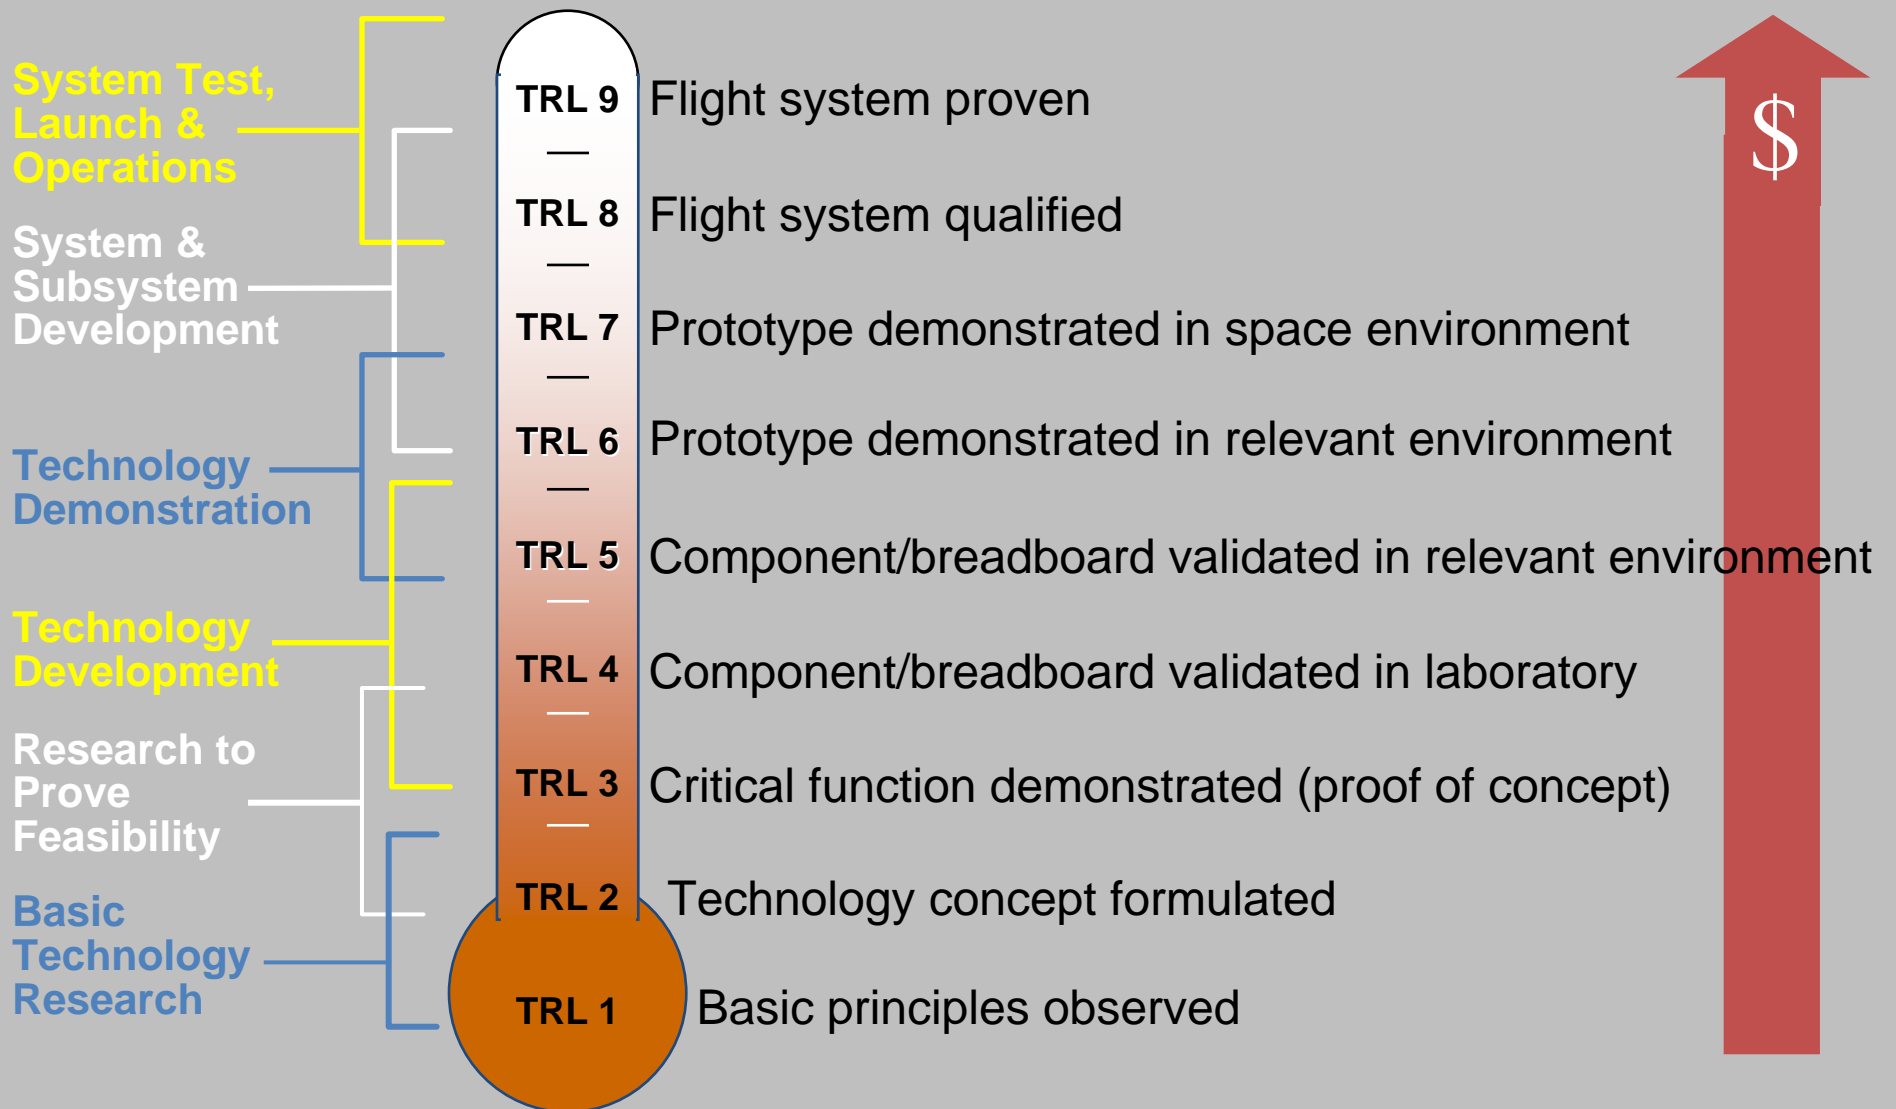 System Test,
Launch &
Operations
System &
Subsystem
Development
Technology
Demonstration
Technology
Development
Research to
Prove
Feasibility
Basic
Technology
Research
TRL 9 Flight system proven
TRL 8 Flight system qualified
TRL 7 Prototype demonstrated in space environment
TRL 6 Prototype demonstrated in relevant environment
TRL 5 Component/breadboard validated in relevant environment
TRL 4 Component/breadboard validated in laboratory
TRL 3 Critical function demonstrated (proof of concept)
TRL 2 Technology concept formulated
TRL 1 Basic principles observed
$